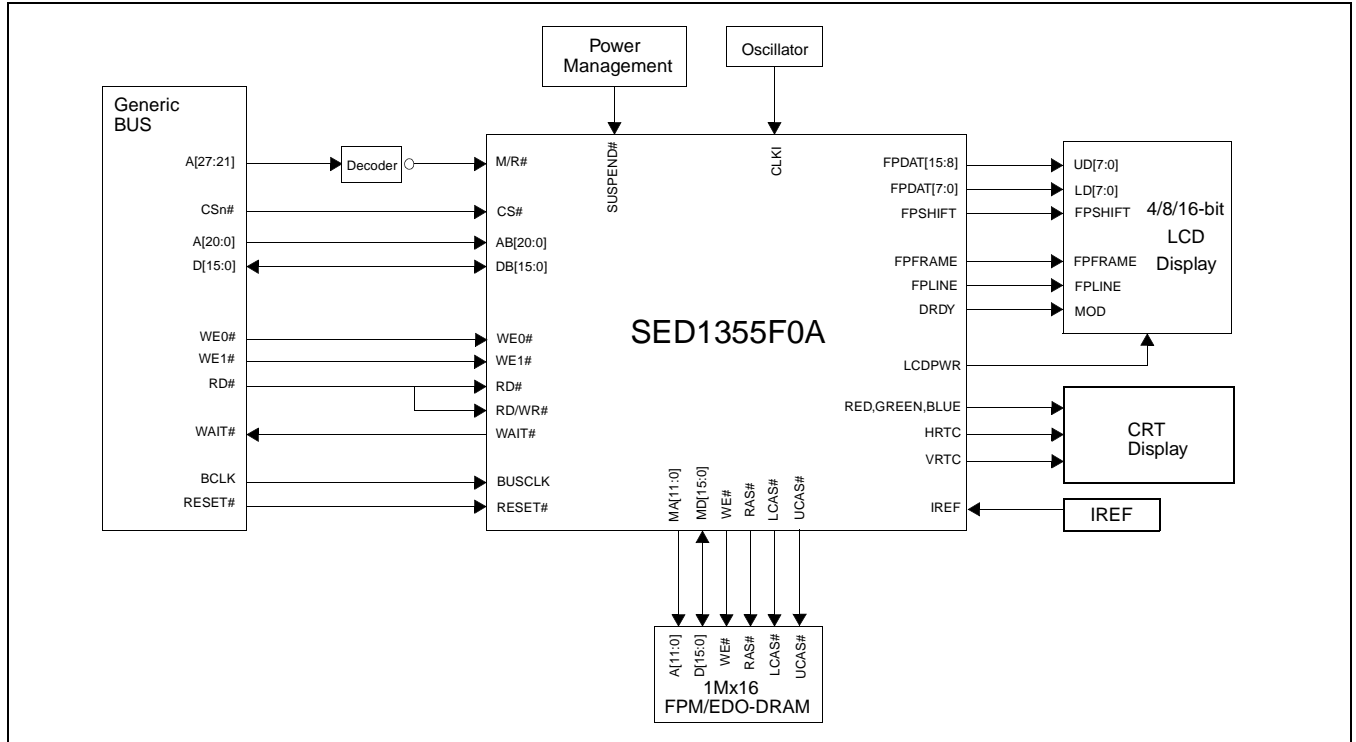 Power
Management
Oscillator
Generic
BUS
A[27:21]
Decoder
M/R#
SUSPEND#
CLKI
CSn#
CS#
A[20:0]
AB[20:0]
D[15:0]
DB[15:0]
WE0#
WE0#
WE1#
WE1#
RD#
RD#
RD/WR#
WAIT#
WAIT#
BCLK
BUSCLK
RESET#
RESET#
SED1355F0A
FPDAT[15:8]
UD[7:0]
FPDAT[7:0]
LD[7:0]
FPSHIFT
FPSHIFT
4/8/16-bit
LCD
Display
FPFRAME
FPFRAME
FPLINE
FPLINE
DRDY
MOD
LCDPWR
RED,GREEN,BLUE
HRTC
VRTC
CRT
Display
IREF
IREF
MA[11:0]
MD[15:0]
WE#
RAS#
LCAS#
UCAS#
A[11:0]
D[15:0]
WE#
RAS#
LCAS#
UCAS#
1Mx16
FPM/EDO-DRAM